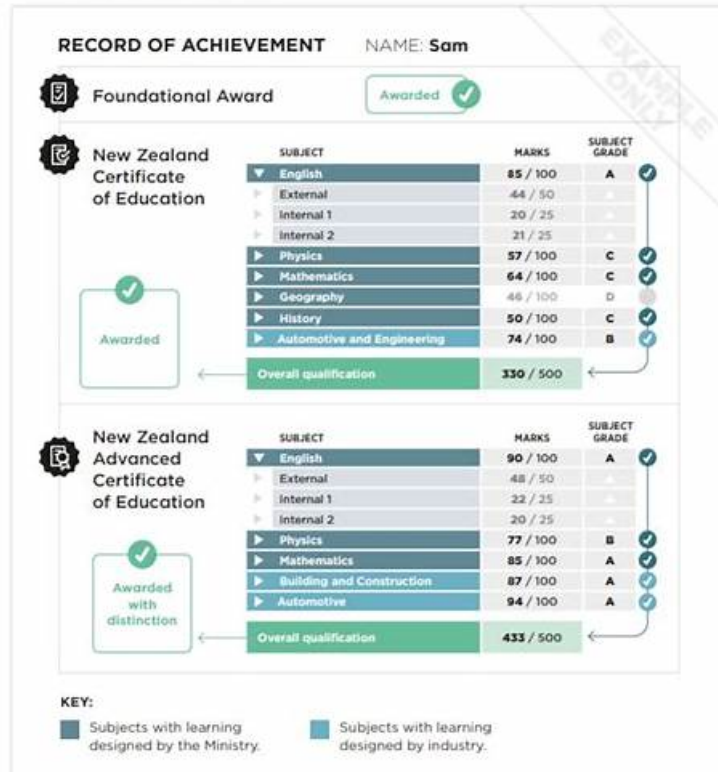 EXAMPLE
ONLY
RECORD OF ACHIEVEMENT NAME: Sam
Foundational Award Awarded
New Zealand
Certificate
of Education
SUBJECT MARKS SUBJECT GRADE
English 85 / 100 A
External 44 / 50
Internal 1 20 / 25
Internal 2 21 / 25
Physics 57 / 100 C
Mathematics 64 / 100 C
Geography 46 / 100 D
History 50 / 100 C
Automotive and Engineering 74 / 100 B
Awarded
Overall qualification 330 / 500
New Zealand
Advanced
Certificate
of Education
SUBJECT MARKS SUBJECT GRADE
English 90 / 100 A
External 48 / 50
Internal 1 22 / 25
Internal 2 20 / 25
Physics 77 / 100 B
Mathematics 85 / 100 A
Building and Construction 87 / 100 A
Automotive 94 / 100 A
Awarded
with
distinction
Overall qualification 433 / 500
KEY:
Subjects with learning
designed by the Ministry.
Subjects with learning
designed by industry.